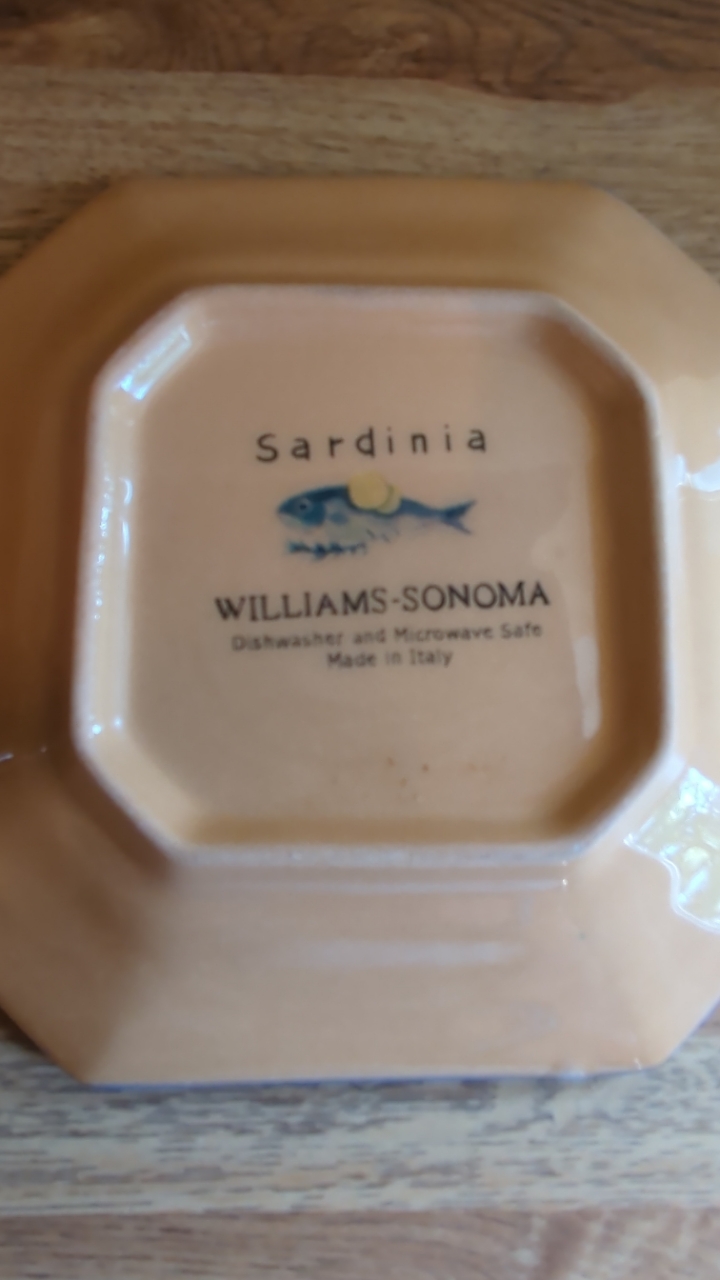 Sardinia
WILLIAMS-SONOMA
Dishwasher and Microwave Safe
Made in Italy